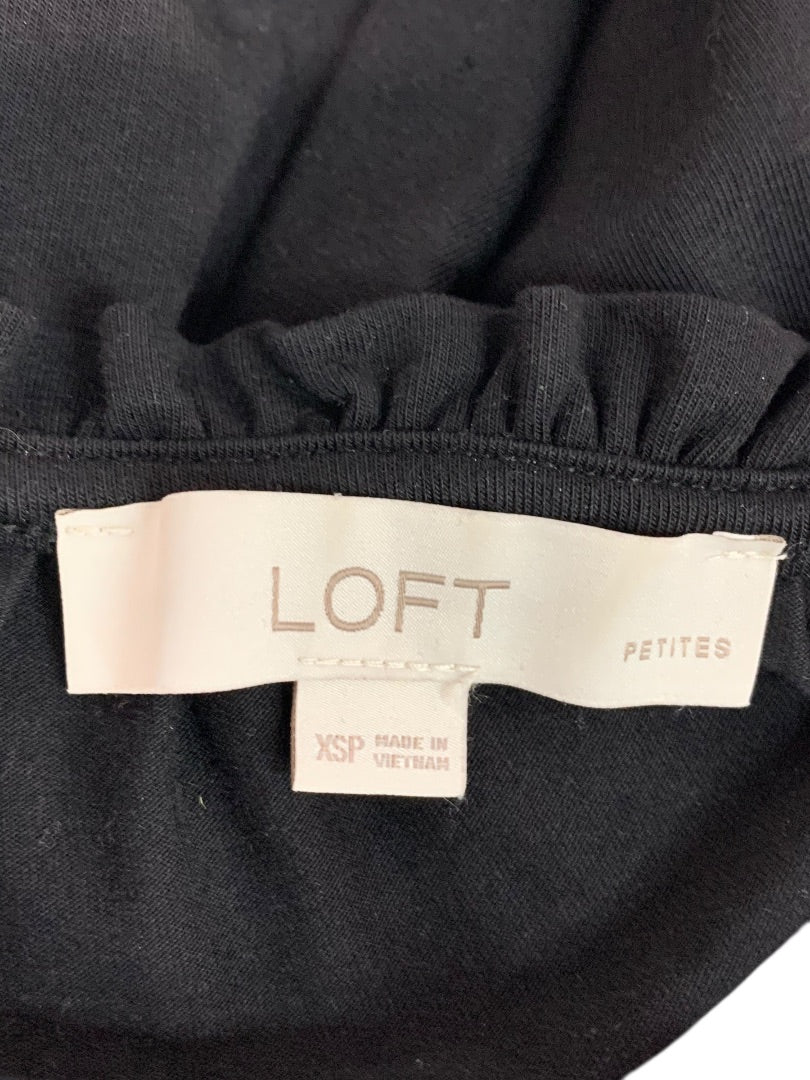 LOFT
PETITES
XSP MADE IN
VIETNAM